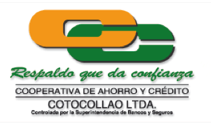 Respaldo que da confianza
COOPERATIVA DE AHORRO Y CRÉDITO
COTOCOLLAO LTDA.
Controlada por la Superintendencia de Bancos y Seguros